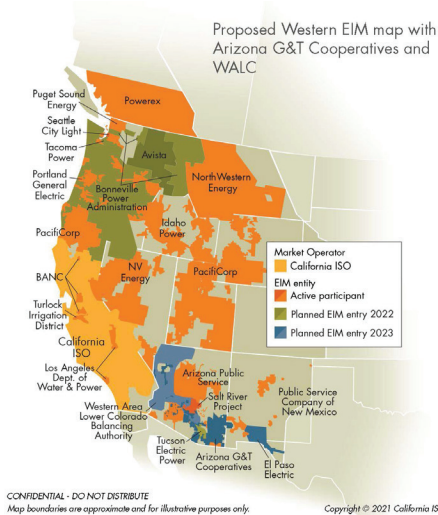 Proposed Western EIM map with
Arizona G&T Cooperatives and
WALC
Puget Sound
Energy
Powerex
Seattle
City Light
Tacoma
Power
Avista
Portland
General
Electric
Bonneville
Power
Administration
NorthWestern
Energy
Idaho
Power
PacifiCorp
BANC
NV
Energy
PacifiCorp
Market Operator
California ISO
EIM entity
Active participant
Planned EIM entry 2022
Planned EIM entry 2023
Turlock
Irrigation
District
California
ISO
Los Angeles
Dept. of
Water & Power
Arizona Public
Service
Salt River
Project
Public Service
Company of
New Mexico
Western Area
Lower Colorado
Balancing
Authority
Tucson
Electric
Power
Arizona G&T
Cooperatives
El Paso
Electric
CONFIDENTIAL - DO NOT DISTRIBUTE
Map boundaries are approximate and for illustrative purposes only.
Copyright © 2021 California IS